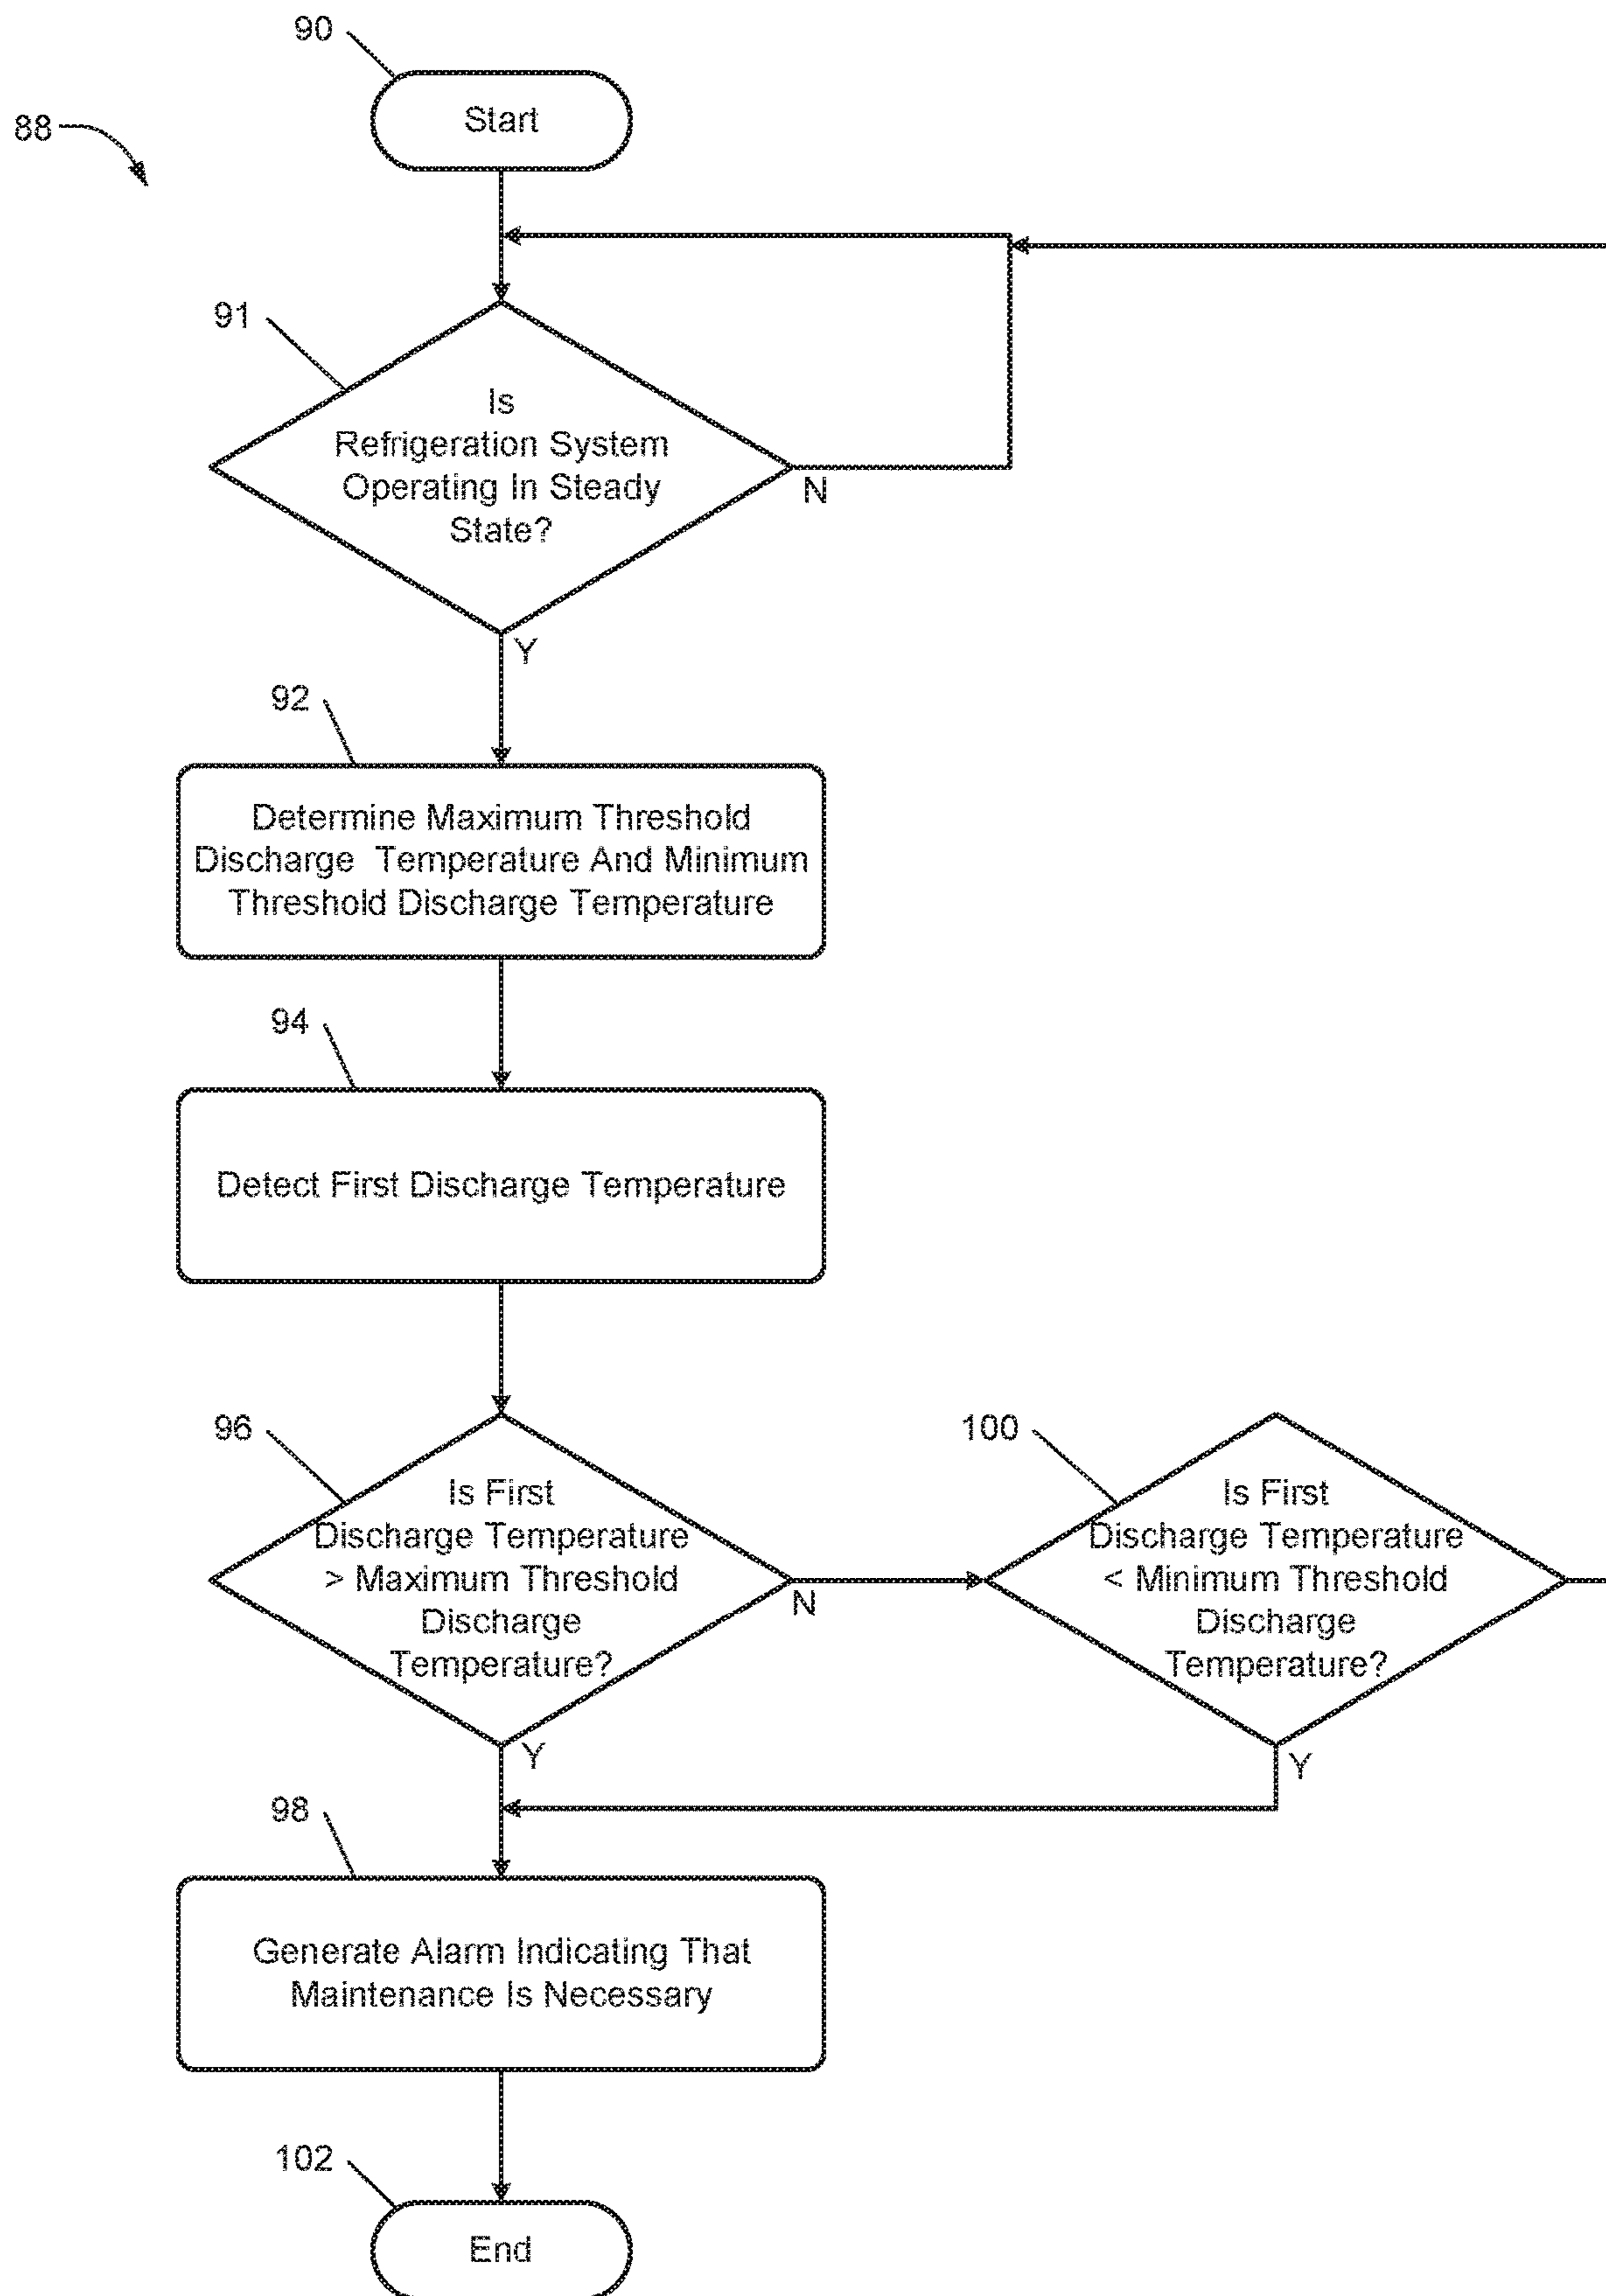 90
Start
88
91
Is
Refrigeration System
Operating In Steady
State?
N
Y
92
Determine Maximum Threshold
Discharge Temperature And Minimum
Threshold Discharge Temperature
94
Detect First Discharge Temperature
96
Is First
Discharge Temperature
> Maximum Threshold
Discharge
Temperature?
N
Y
100
Is First
Discharge Temperature
< Minimum Threshold
Discharge
Temperature?
Y
98
Generate Alarm Indicating That
Maintenance Is Necessary
102
End